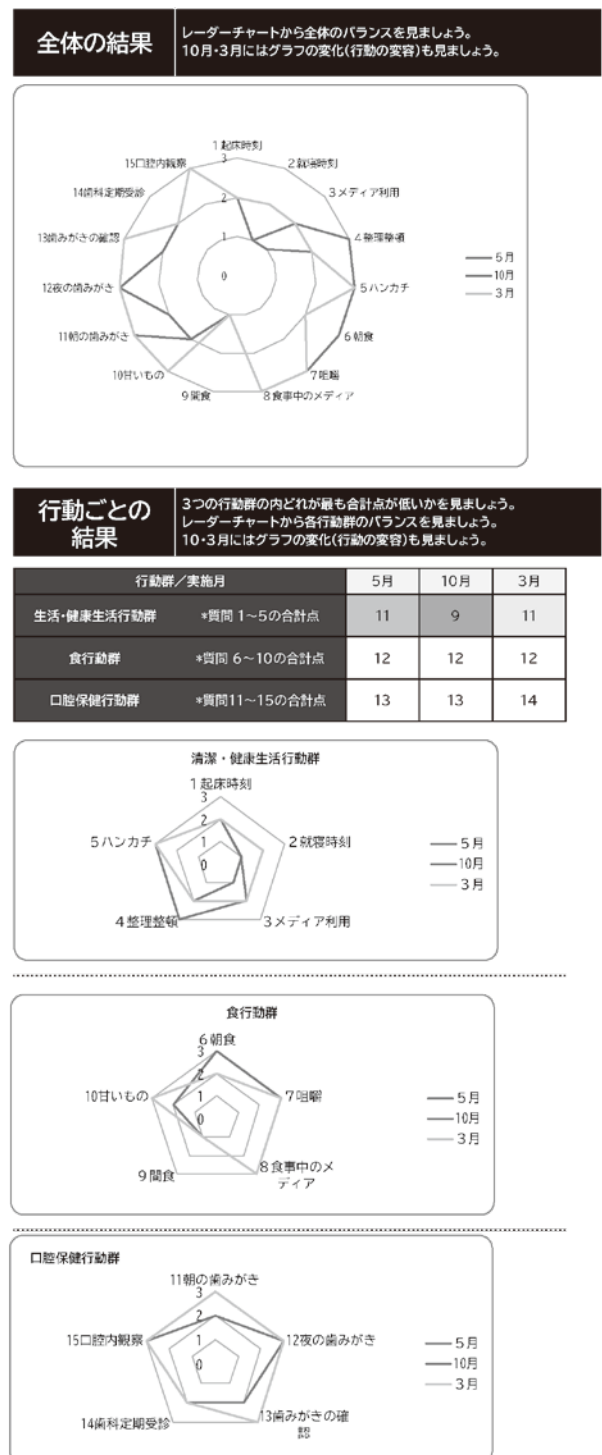 全体の結果
レーダーチャートから全体のバランスを見ましょう。
10月・3月にはグラフの変化(行動の変容)も見ましょう。
1起床時刻
15口腔内観察
2就寝時刻
14歯科定期受診
3メディア利用
13歯みがきの確認
4整理整頓
12夜の歯みがき
5ハンカチ
11朝の歯みがき
6朝食
10甘いもの
7咀嚼
9間食
8食事中のメディア
3
2
1
0
5月
10月
3月
行動ごとの
結果
3つの行動群の内どれが最も合計点が低いかを見ましょう。
レーダーチャートから各行動群のバランスを見ましょう。
10・3月にはグラフの変化(行動の変容)も見ましょう。
行動群／実施月 5月 10月 3月
生活・健康生活行動群 *質問 1～5の合計点 11 9 11
食行動群 *質問 6～10の合計点 12 12 12
口腔保健行動群 *質問11～15の合計点 13 13 14
清潔・健康生活行動群
1起床時刻
3
2
1
0
5ハンカチ
2就寝時刻
4整理整頓
3メディア利用
5月
10月
3月
食行動群
6朝食
3
2
1
0
10甘いもの
7咀嚼
9間食
8食事中のメ
ディア
5月
10月
3月
口腔保健行動群
11朝の歯みがき
3
2
1
0
15口腔内観察
12夜の歯みがき
14歯科定期受診
13歯みがきの確
認
5月
10月
3月